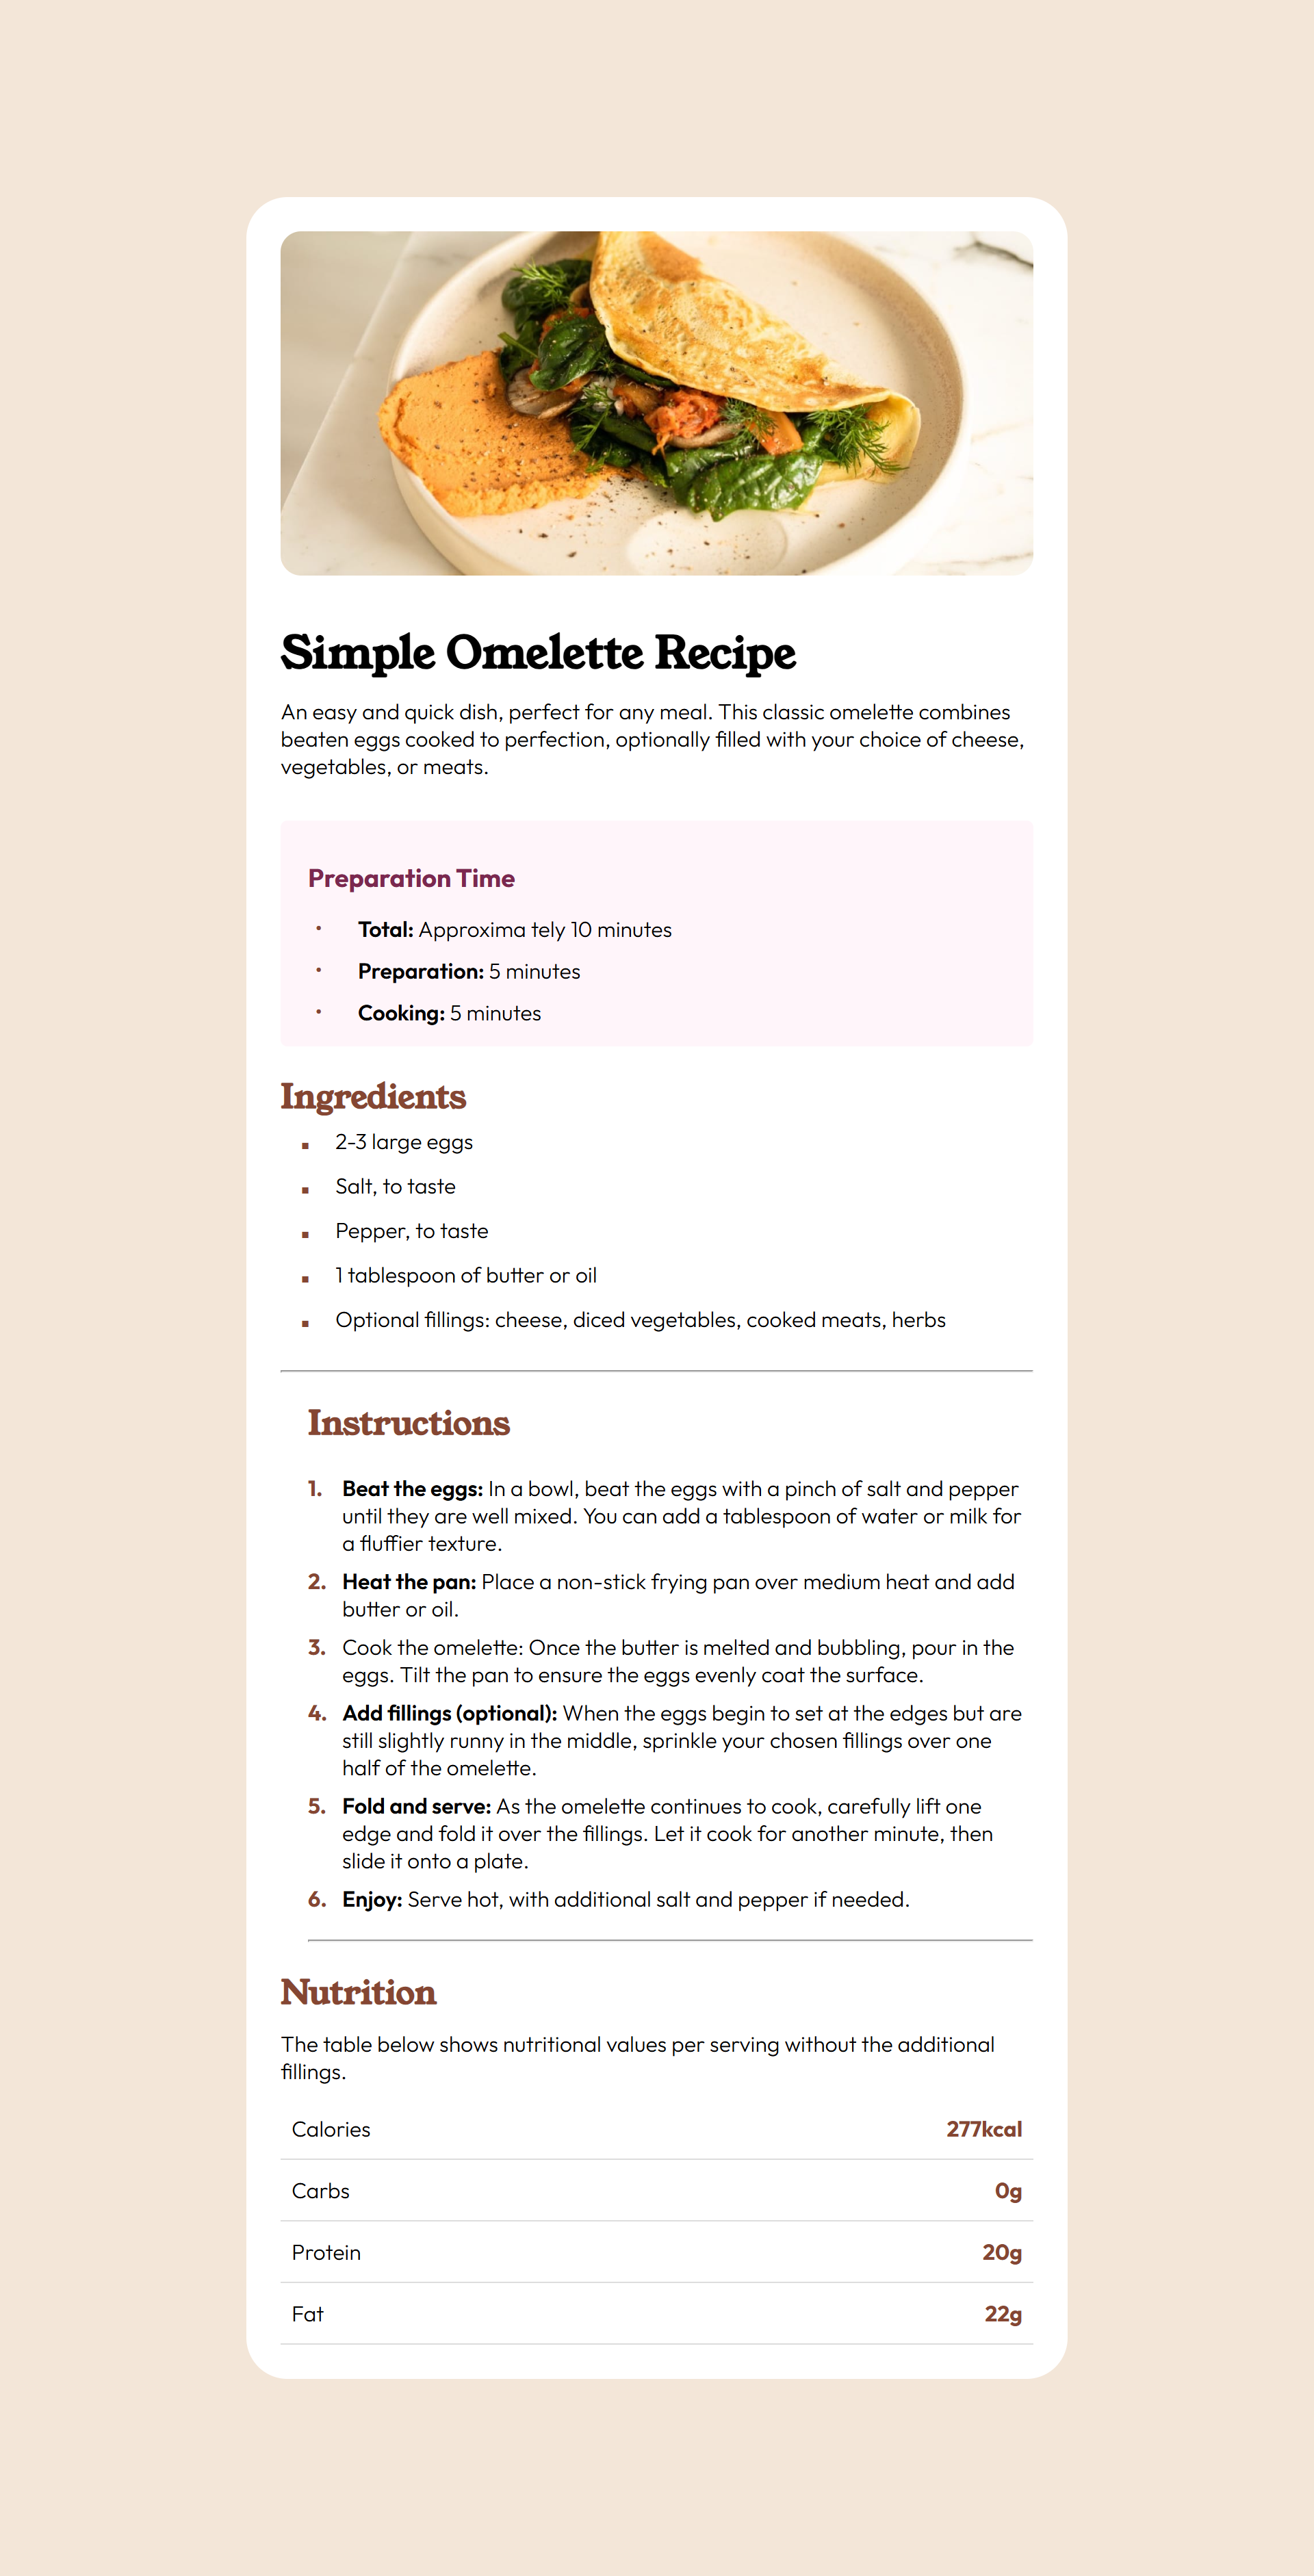 Simple Omelette Recipe
An easy and quick dish, perfect for any meal. This classic omelette combines
beaten eggs cooked to perfection, optionally filled with your choice of cheese,
vegetables, or meats.
Preparation Time
• Total: Approxima tely 10 minutes
• Preparation: 5 minutes
• Cooking: 5 minutes
Ingredients
▪ 2-3 large eggs
▪ Salt, to taste
▪ Pepper, to taste
▪ 1 tablespoon of butter or oil
▪ Optional fillings: cheese, diced vegetables, cooked meats, herbs
Instructions
1. Beat the eggs: In a bowl, beat the eggs with a pinch of salt and pepper
until they are well mixed. You can add a tablespoon of water or milk for
a fluffier texture.
2. Heat the pan: Place a non-stick frying pan over medium heat and add
butter or oil.
3. Cook the omelette: Once the butter is melted and bubbling, pour in the
eggs. Tilt the pan to ensure the eggs evenly coat the surface.
4. Add fillings (optional): When the eggs begin to set at the edges but are
still slightly runny in the middle, sprinkle your chosen fillings over one
half of the omelette.
5. Fold and serve: As the omelette continues to cook, carefully lift one
edge and fold it over the fillings. Let it cook for another minute, then
slide it onto a plate.
6. Enjoy: Serve hot, with additional salt and pepper if needed.
Nutrition
The table below shows nutritional values per serving without the additional
fillings.
Calories 277kcal
Carbs 0g
Protein 20g
Fat 22g